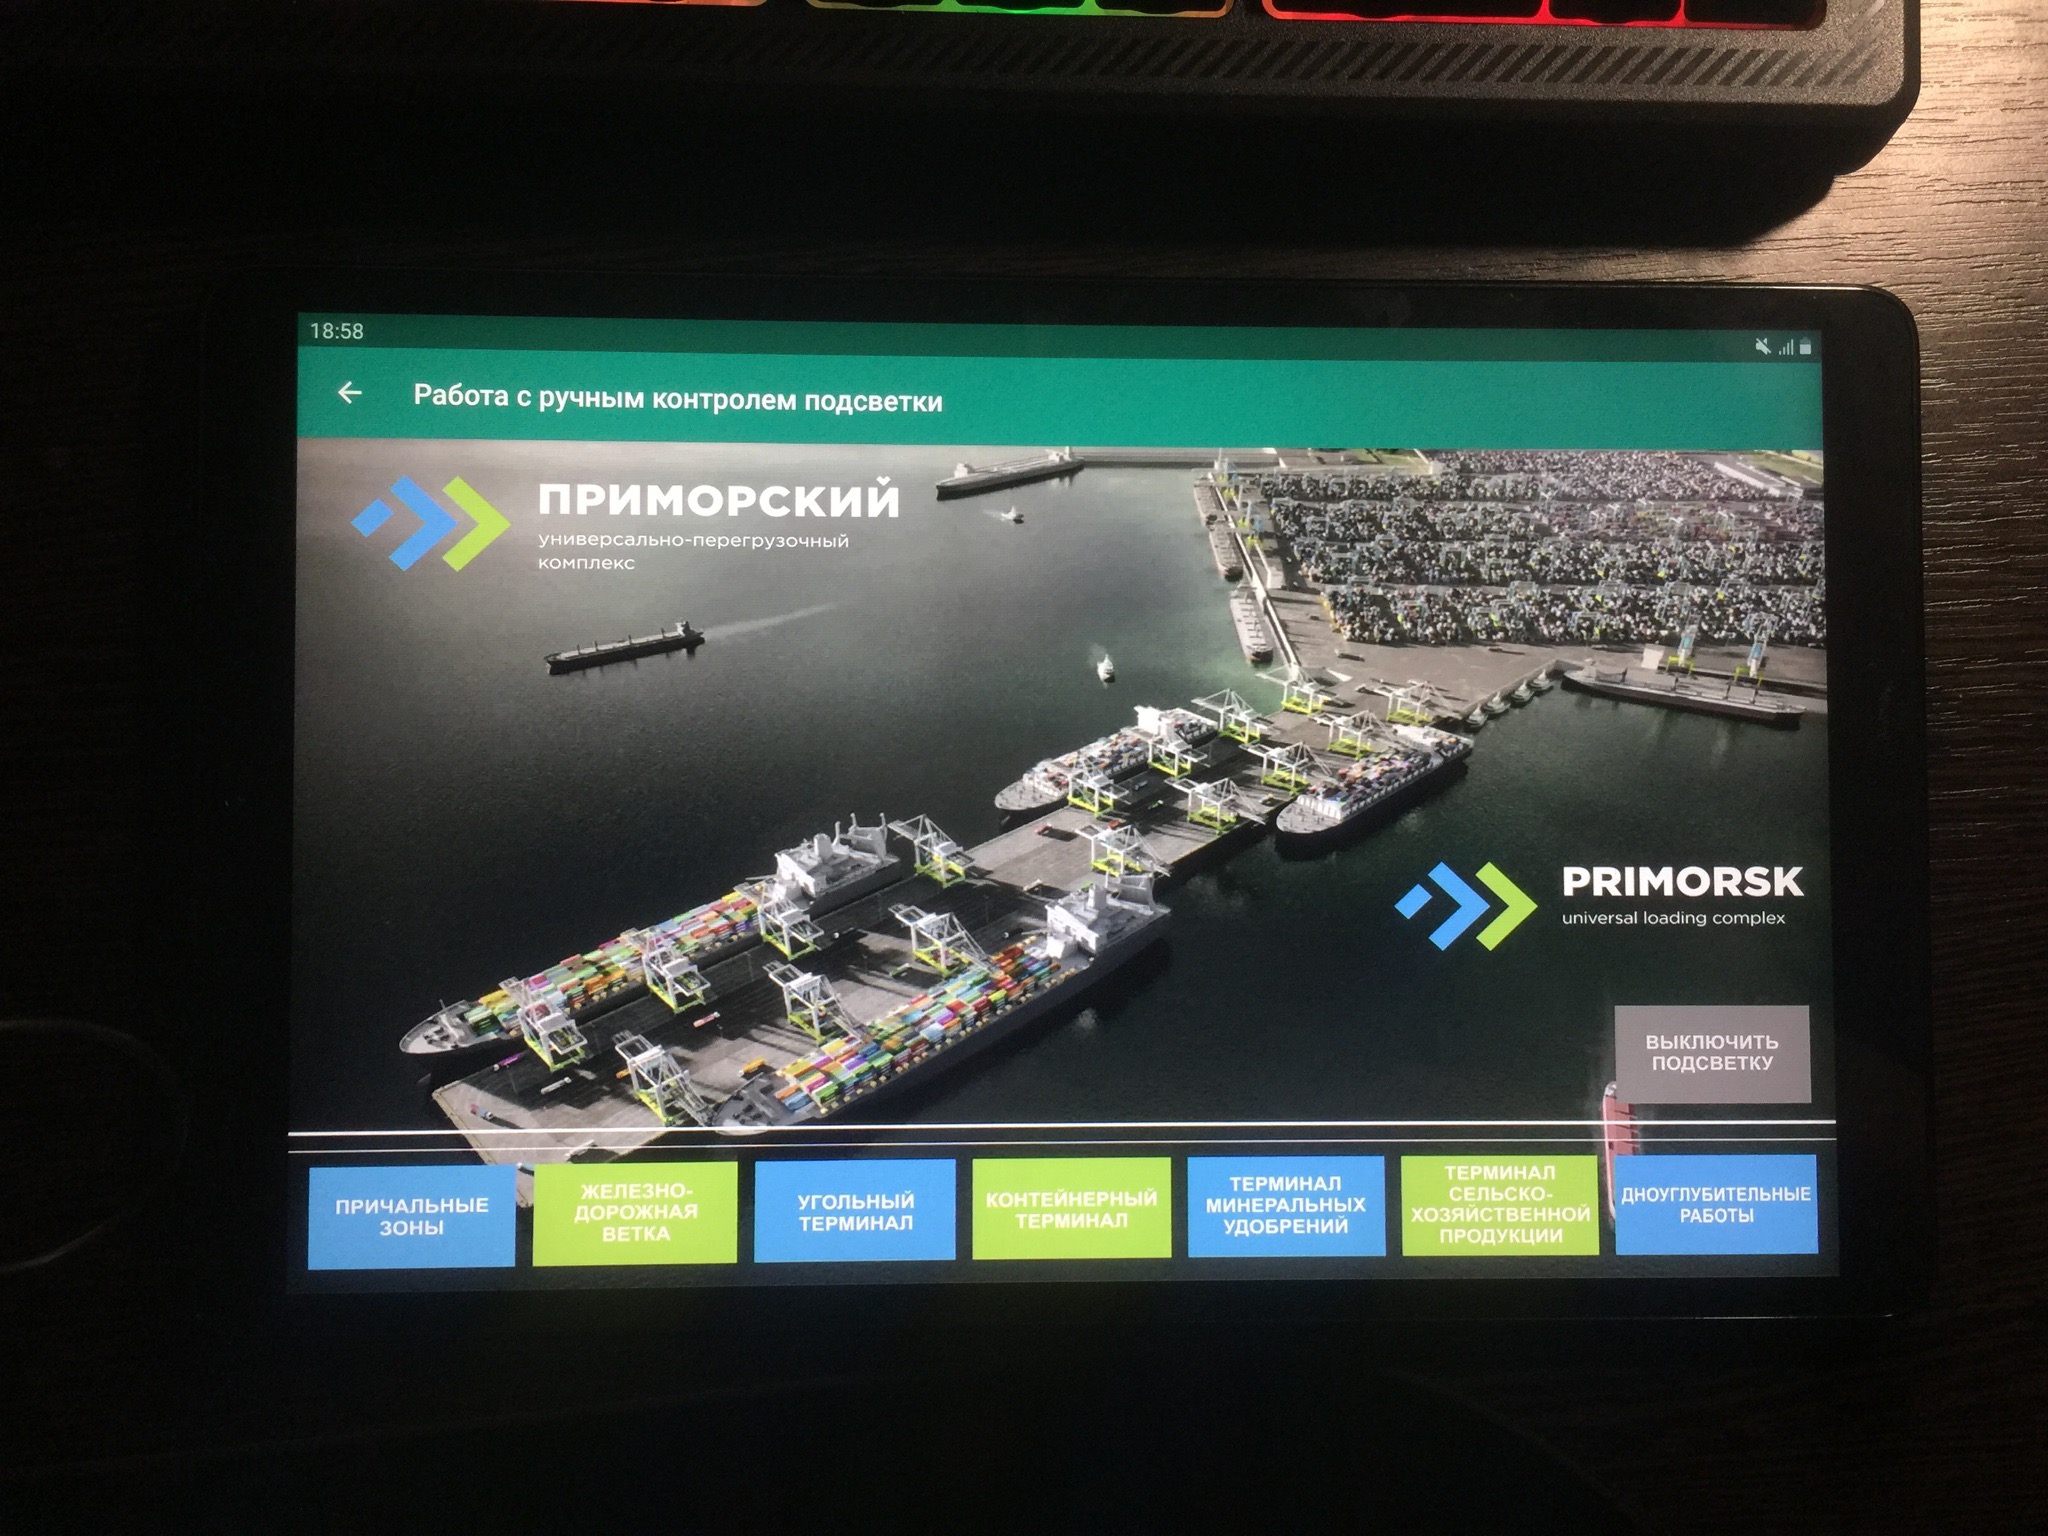 18:58
Работа с ручным контролем подсветки
ПРИМОРСКИЙ
универсально-перегрузочный
комплекс
PRIMORSK
universal loading complex
ВЫКЛЮЧИТЬ
ПОДСВЕТКУ
ПРИЧАЛЬНЫЕ
ЗОНЫ
ЖЕЛЕЗНО-
ДОРОЖНАЯ
ВЕТКА
УГОЛЬНЫЙ
ТЕРМИНАЛ
КОНТЕЙНЕРНЫЙ
ТЕРМИНАЛ
ТЕРМИНАЛ
МИНЕРАЛЬНЫХ
УДОБРЕНИЙ
ТЕРМИНАЛ
СЕЛЬСКО-
ХОЗЯЙСТВЕННОЙ
ПРОДУКЦИИ
ДНОУГЛУБИТЕЛЬНЫЕ
РАБОТЫ